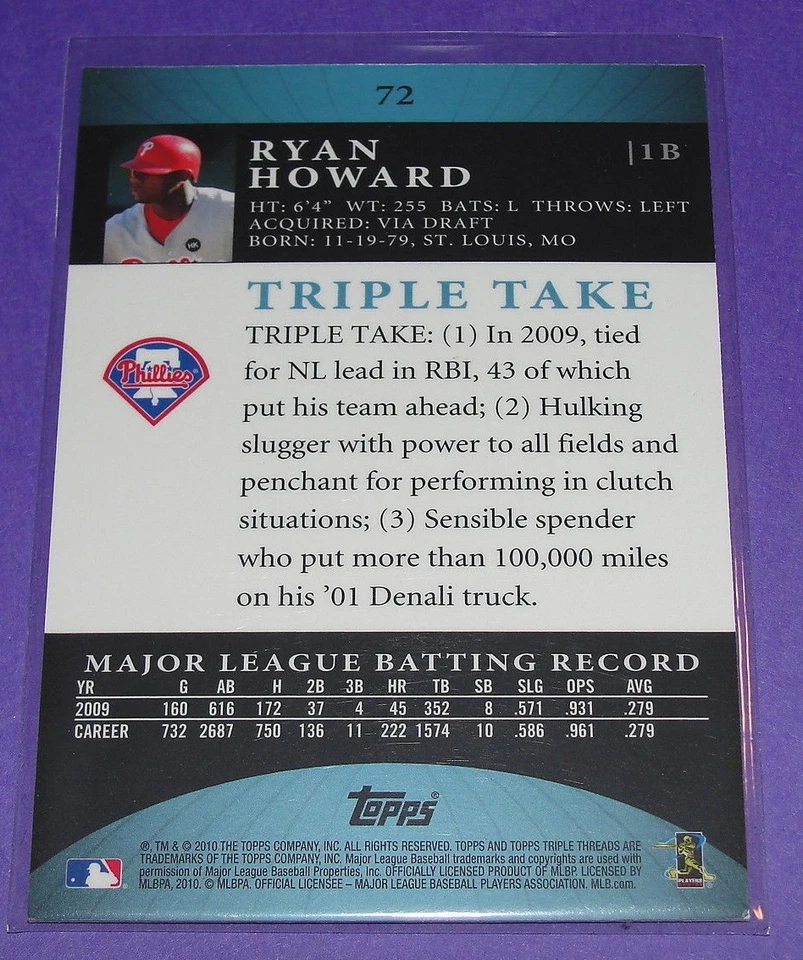 72
RYAN
HOWARD
|1B
HT: 6'4" WT: 255 BATS: L THROWS: LEFT
ACQUIRED: VIA DRAFT
BORN: 11-19-79, ST. LOUIS, MO
P
HK
TRIPLE TAKE
Phillies
TRIPLE TAKE: (1) In 2009, tied
for NL lead in RBI, 43 of which
put his team ahead; (2) Hulking
slugger with power to all fields and
penchant for performing in clutch
situations; (3) Sensible spender
who put more than 100,000 miles
on his '01 Denali truck.
MAJOR LEAGUE BATTING RECORD
YR G AB H 2B 3B HR TB SB SLG OPS AVG
2009 160 616 172 37 4 45 352 8 .571 .931 .279
CAREER 732 2687 750 136 11 222 1574 10 .586 .961 .279
topps®
®, TM & © 2010 THE TOPPS COMPANY, INC. ALL RIGHTS RESERVED. TOPPS AND TOPPS TRIPLE THREADS ARE
TRADEMARKS OF THE TOPPS COMPANY, INC. Major League Baseball trademarks and copyrights are used with
permission of Major League Baseball Properties, Inc. OFFICIALLY LICENSED PRODUCT OF MLBP. LICENSED BY
MLBPA, 2010. © MLBPA. OFFICIAL LICENSEE – MAJOR LEAGUE BASEBALL PLAYERS ASSOCIATION. MLB.com.
PLAYERS